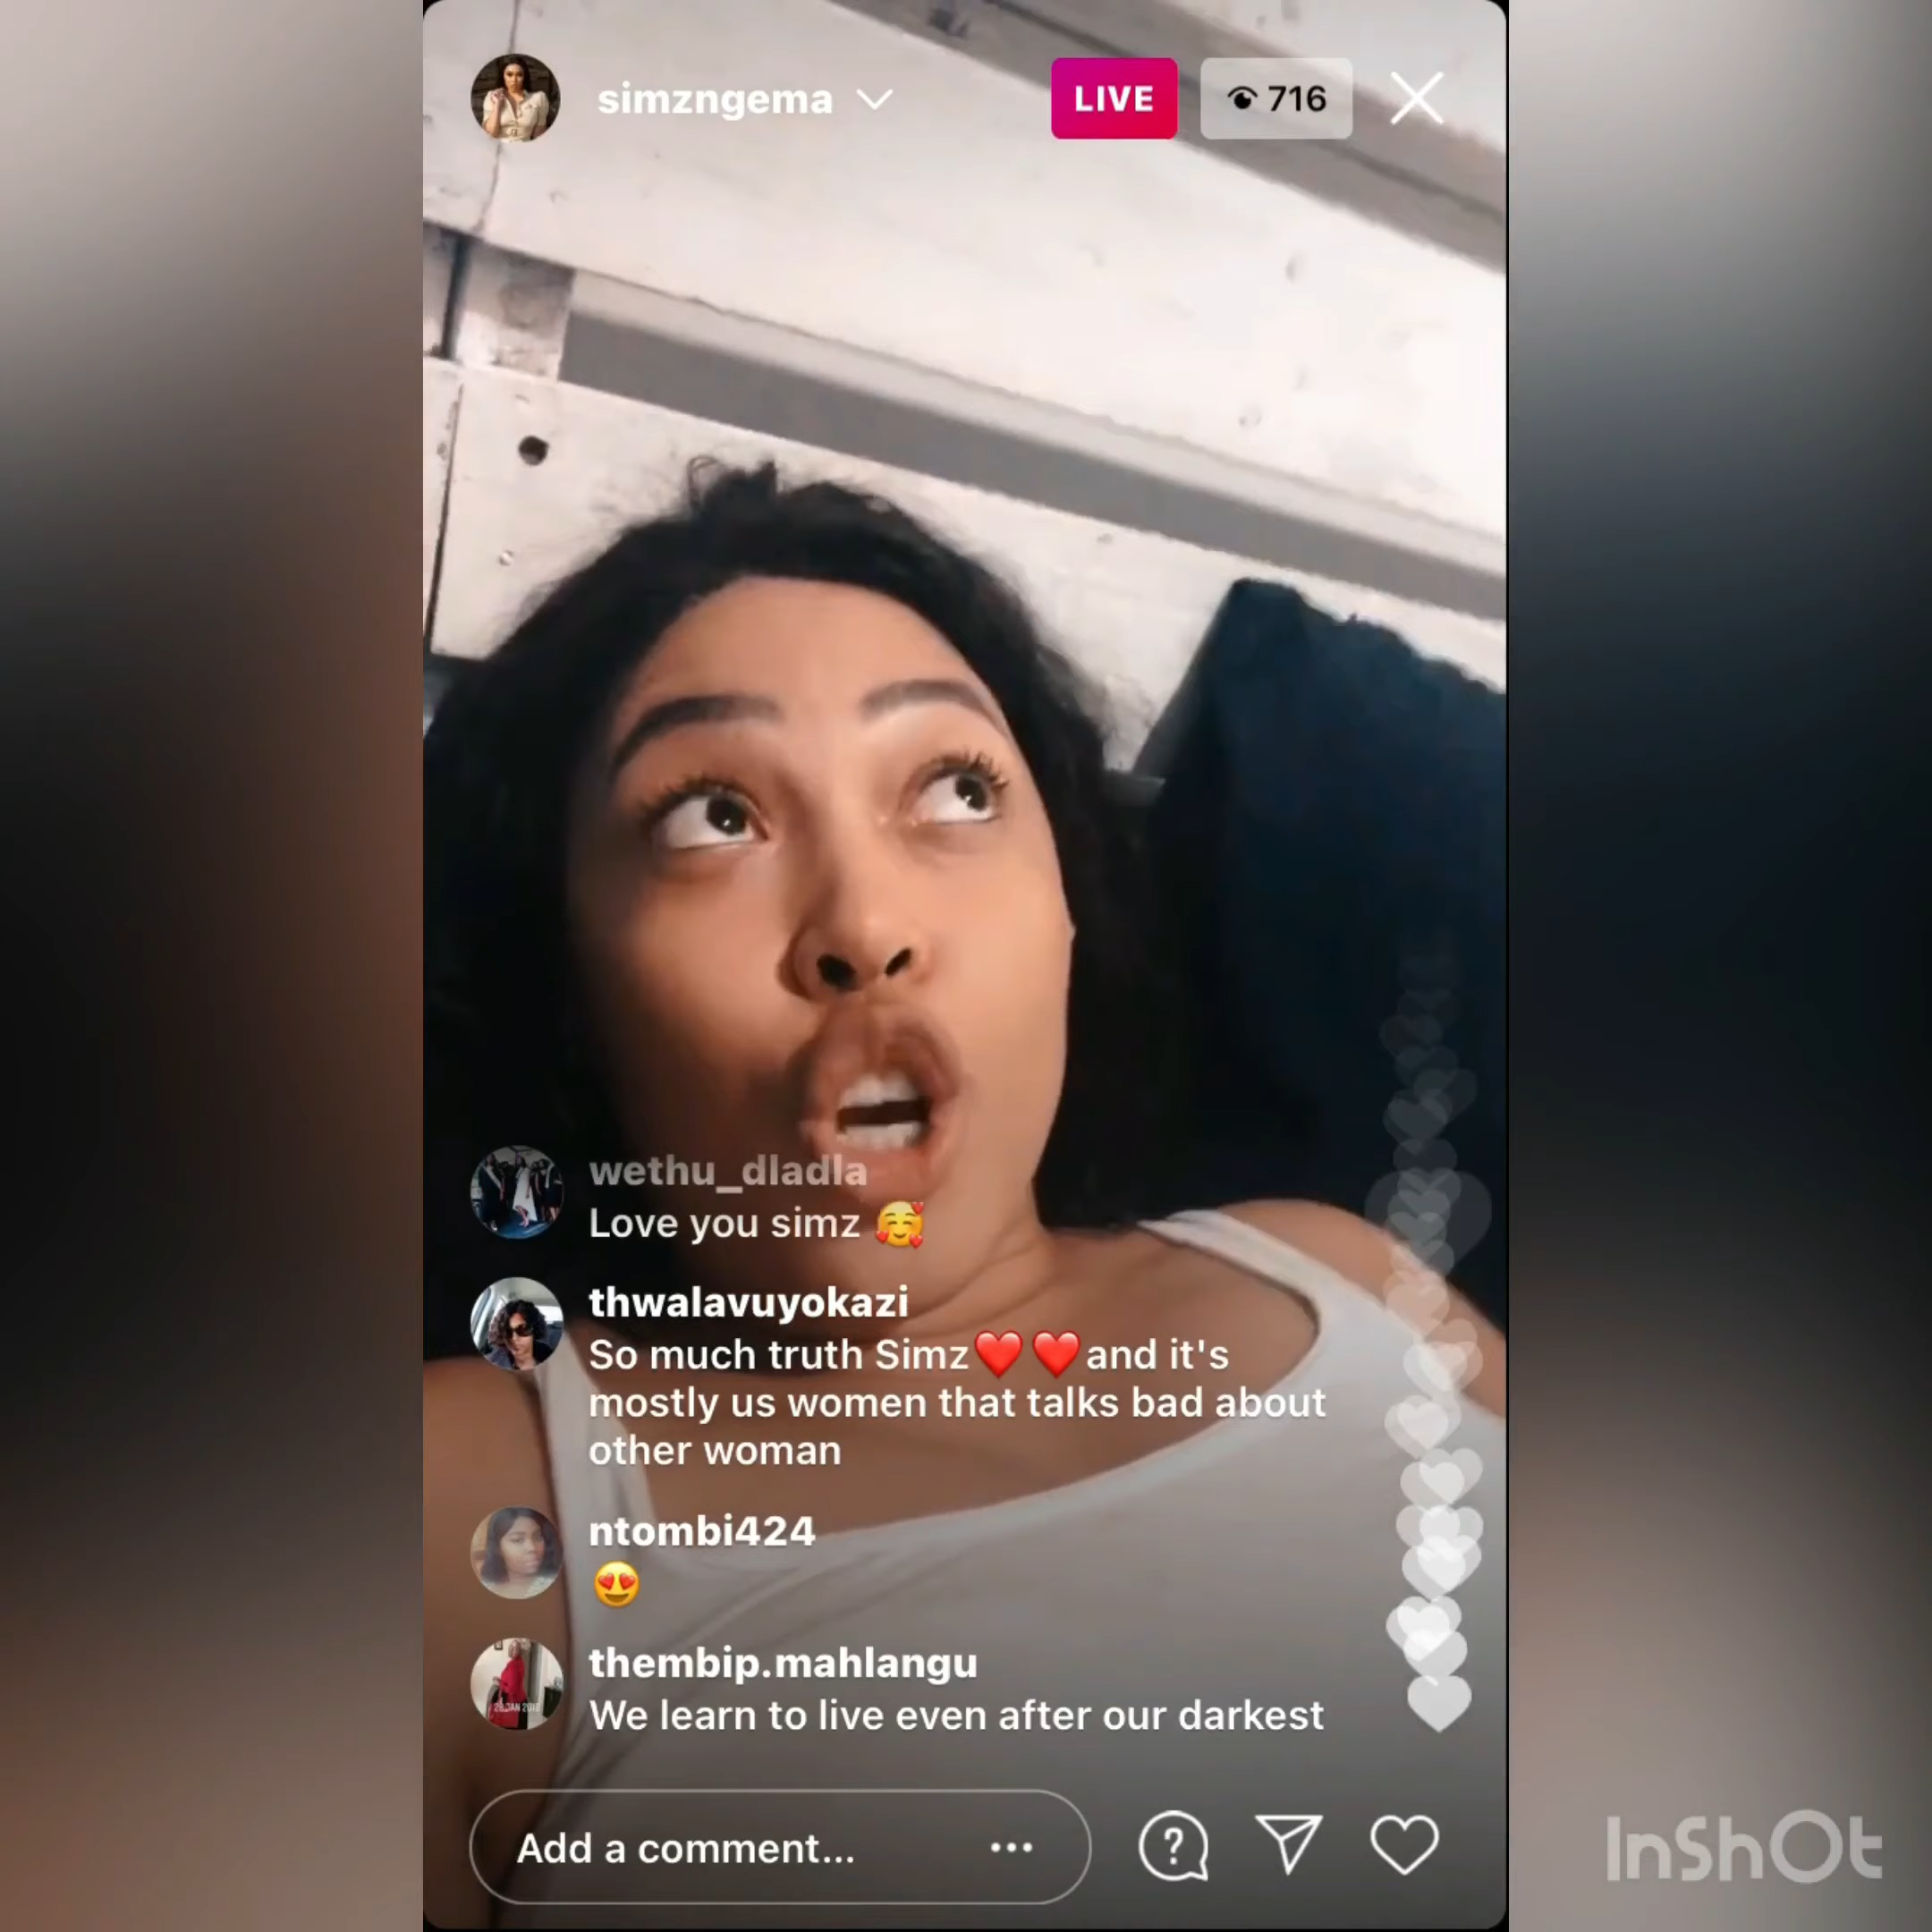 simzngema
LIVE
716
wethu_dladla
Love you simz 🥰
thwalavuyokazi
So much truth Simz❤️❤️and it's
mostly us women that talks bad about
other woman
ntombi424
😍
thembip.mahlangu
We learn to live even after our darkest
Add a comment...
InShOt